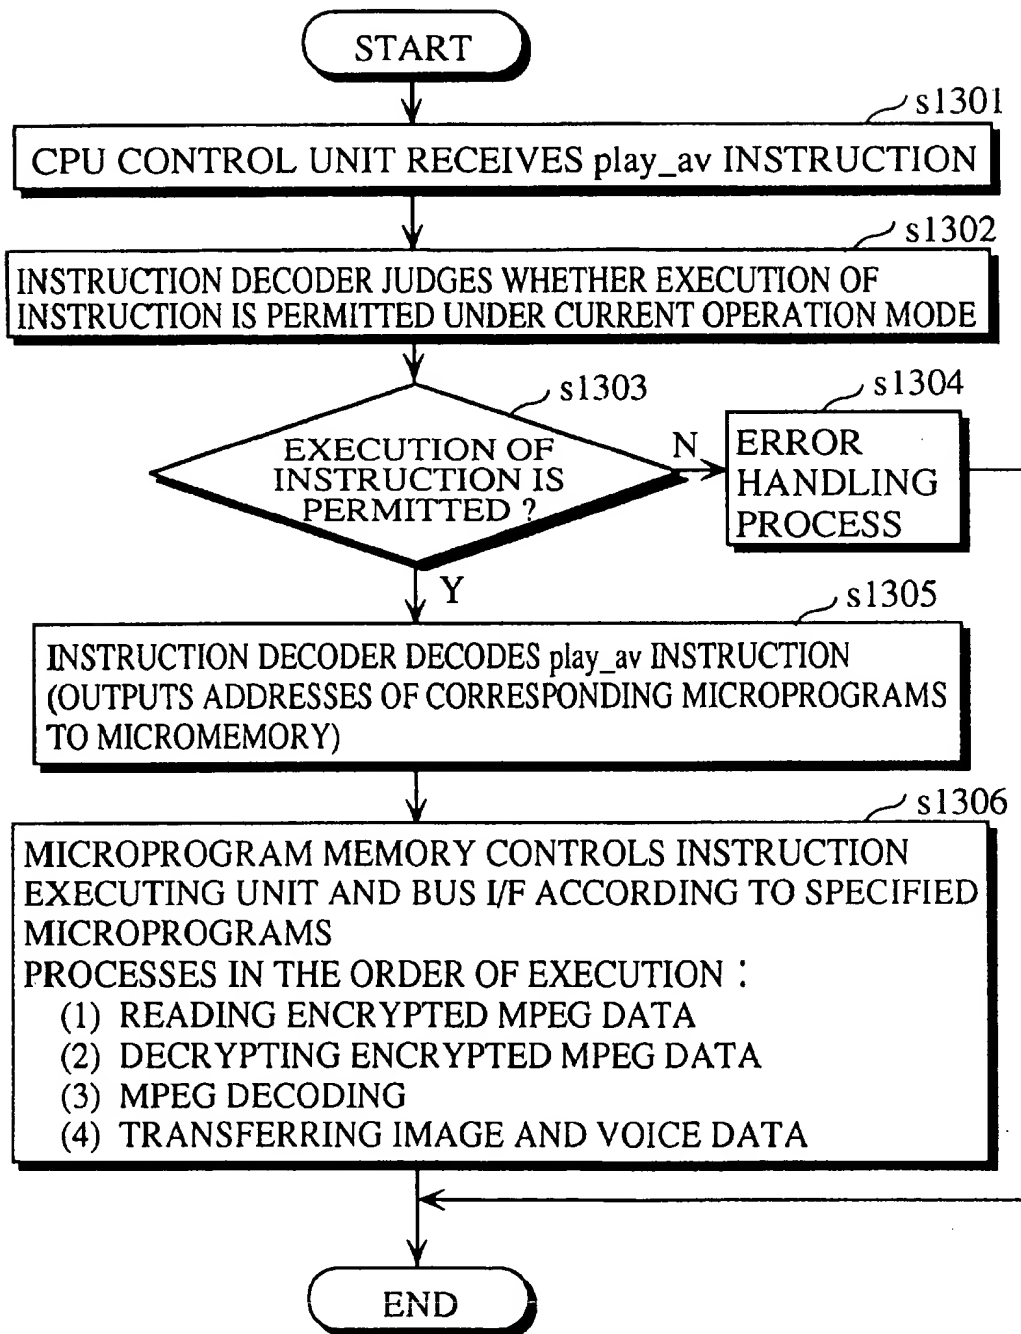 START
s1301
CPU CONTROL UNIT RECEIVES play_av INSTRUCTION
s1302
INSTRUCTION DECODER JUDGES WHETHER EXECUTION OF
INSTRUCTION IS PERMITTED UNDER CURRENT OPERATION MODE
s1303
EXECUTION OF
INSTRUCTION IS
PERMITTED ?
N
s1304
ERROR
HANDLING
PROCESS
Y
s1305
INSTRUCTION DECODER DECODES play_av INSTRUCTION
(OUTPUTS ADDRESSES OF CORRESPONDING MICROPROGRAMS
TO MICROMEMORY)
s1306
MICROPROGRAM MEMORY CONTROLS INSTRUCTION
EXECUTING UNIT AND BUS I/F ACCORDING TO SPECIFIED
MICROPROGRAMS
PROCESSES IN THE ORDER OF EXECUTION :
(1) READING ENCRYPTED MPEG DATA
(2) DECRYPTING ENCRYPTED MPEG DATA
(3) MPEG DECODING
(4) TRANSFERRING IMAGE AND VOICE DATA
END